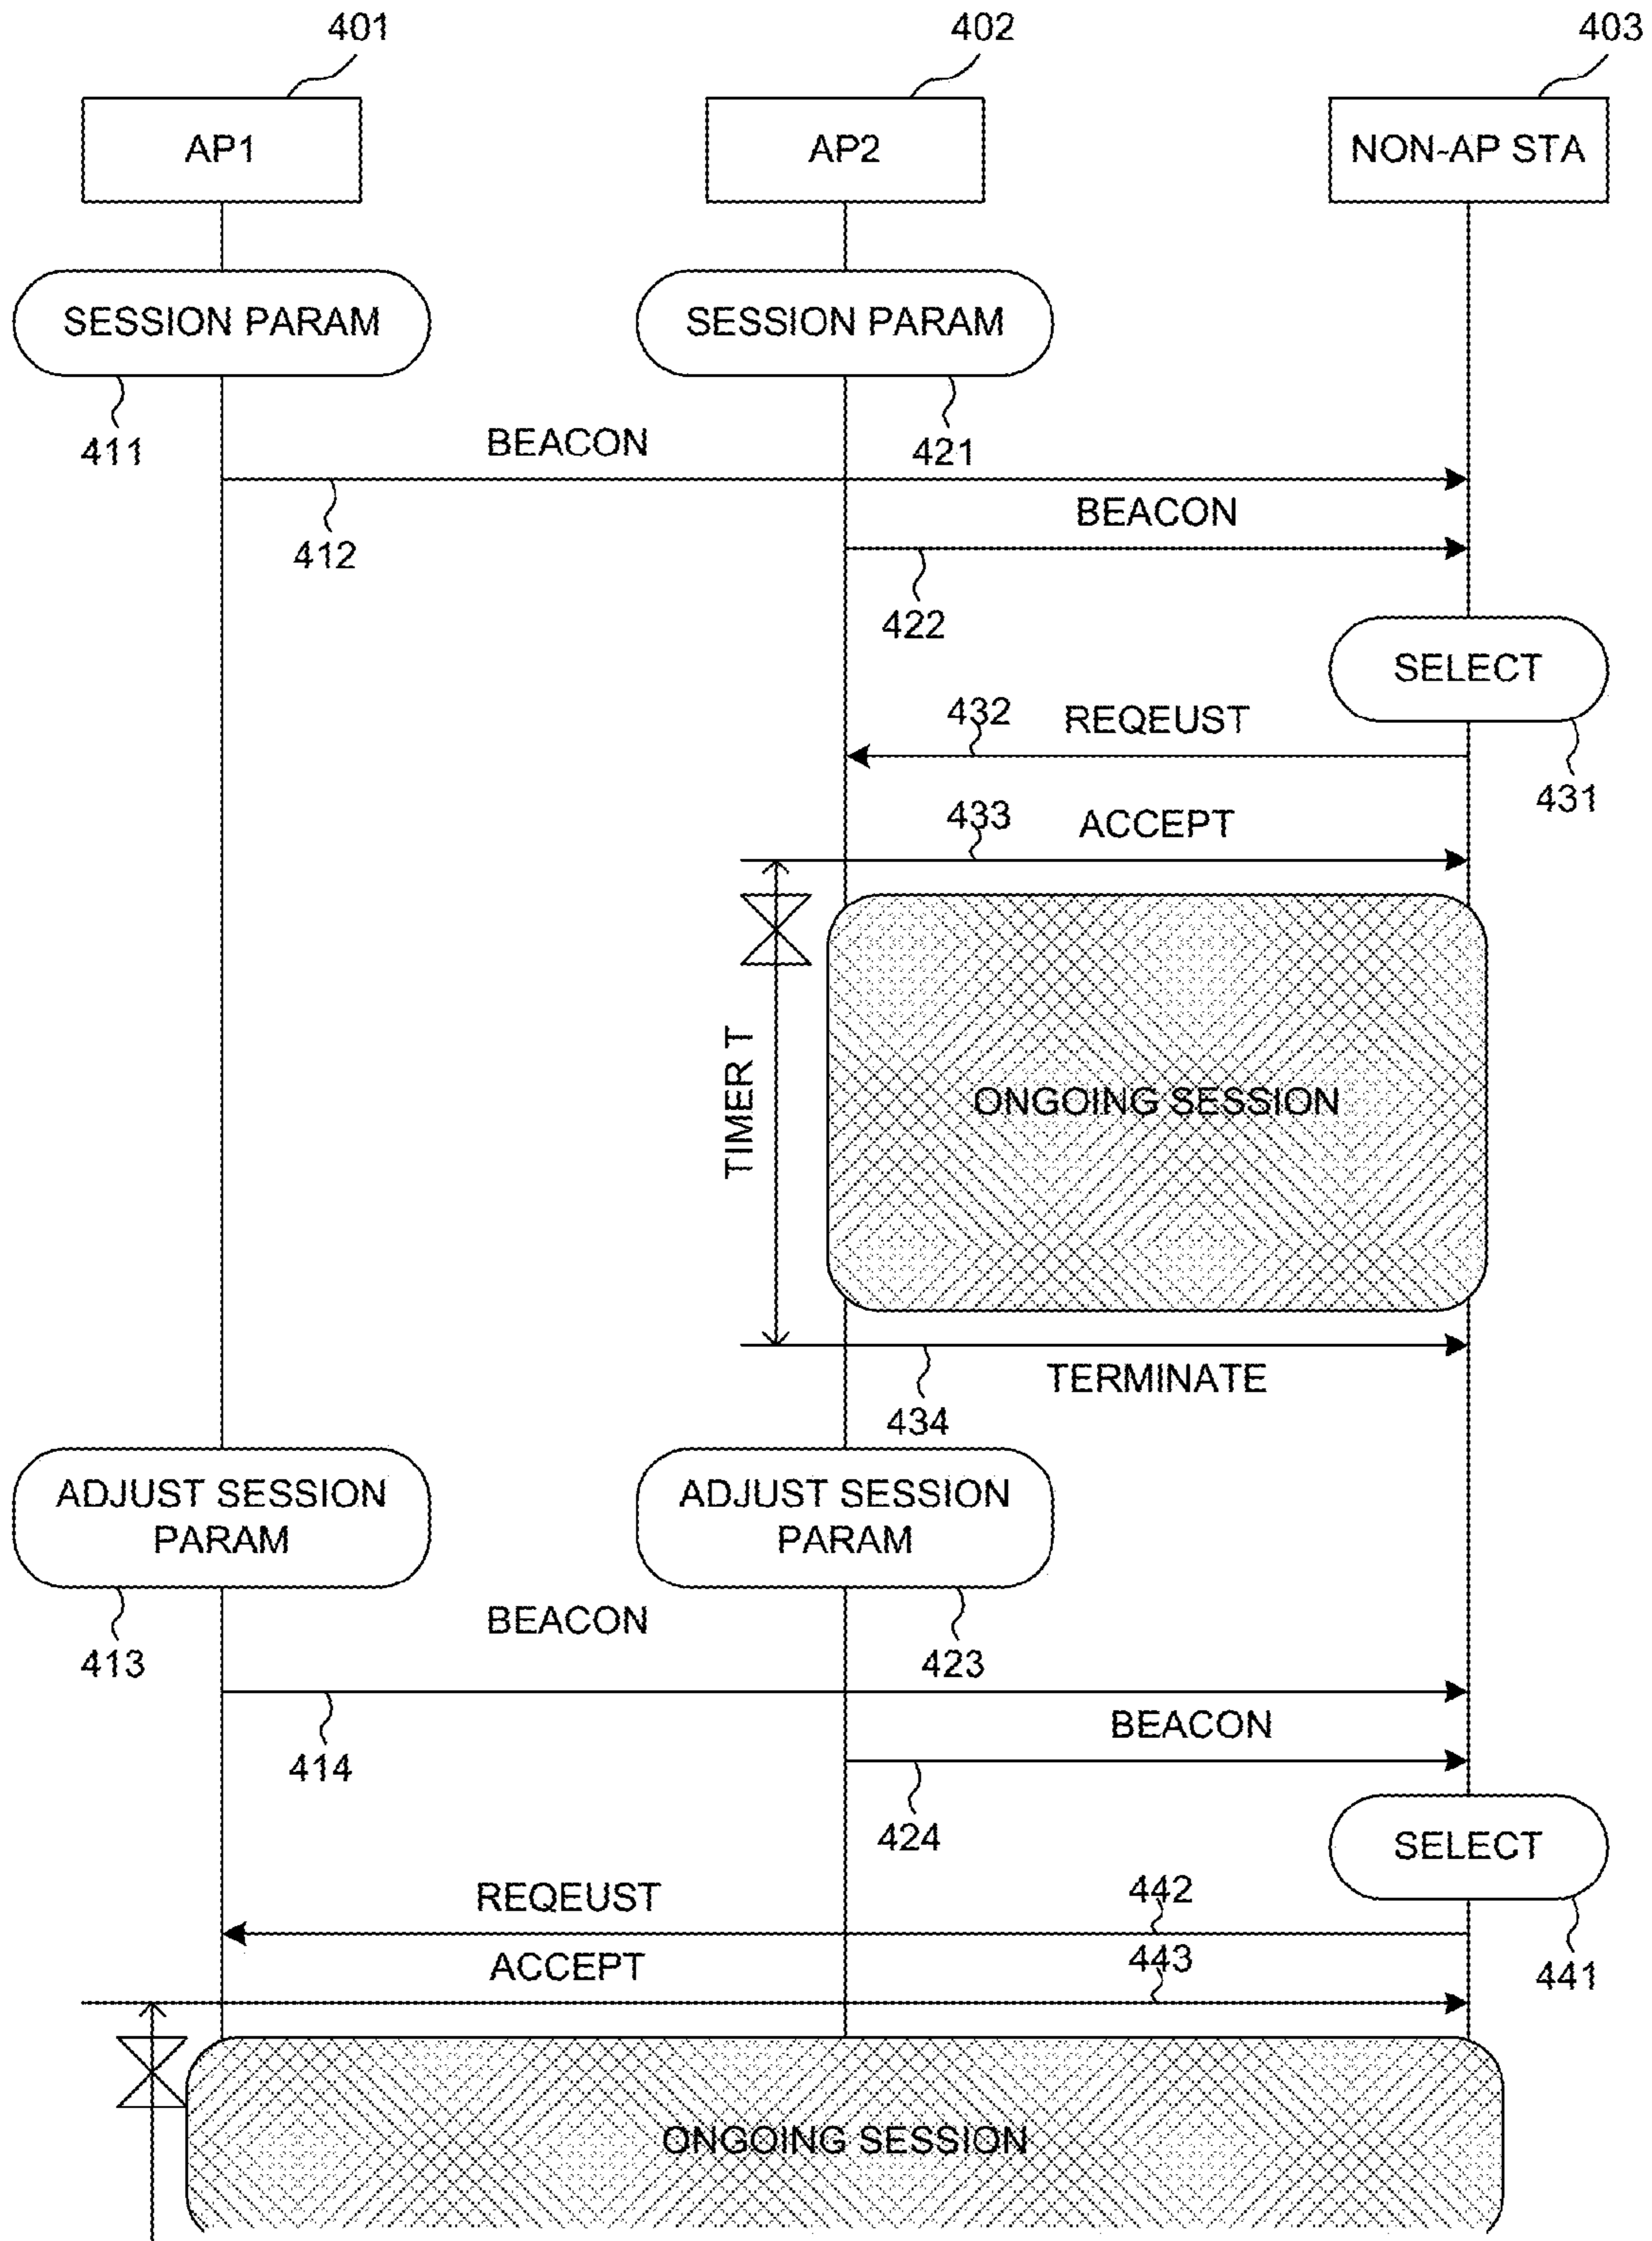 401
402
403
AP1
AP2
NON-AP STA
SESSION PARAM
SESSION PARAM
411
BEACON
421
412
BEACON
422
SELECT
432
REQEUST
431
433
ACCEPT
TIMER T
ONGOING SESSION
TERMINATE
434
ADJUST SESSION
PARAM
ADJUST SESSION
PARAM
413
BEACON
423
414
BEACON
424
SELECT
REQEUST
442
441
ACCEPT
443
ONGOING SESSION